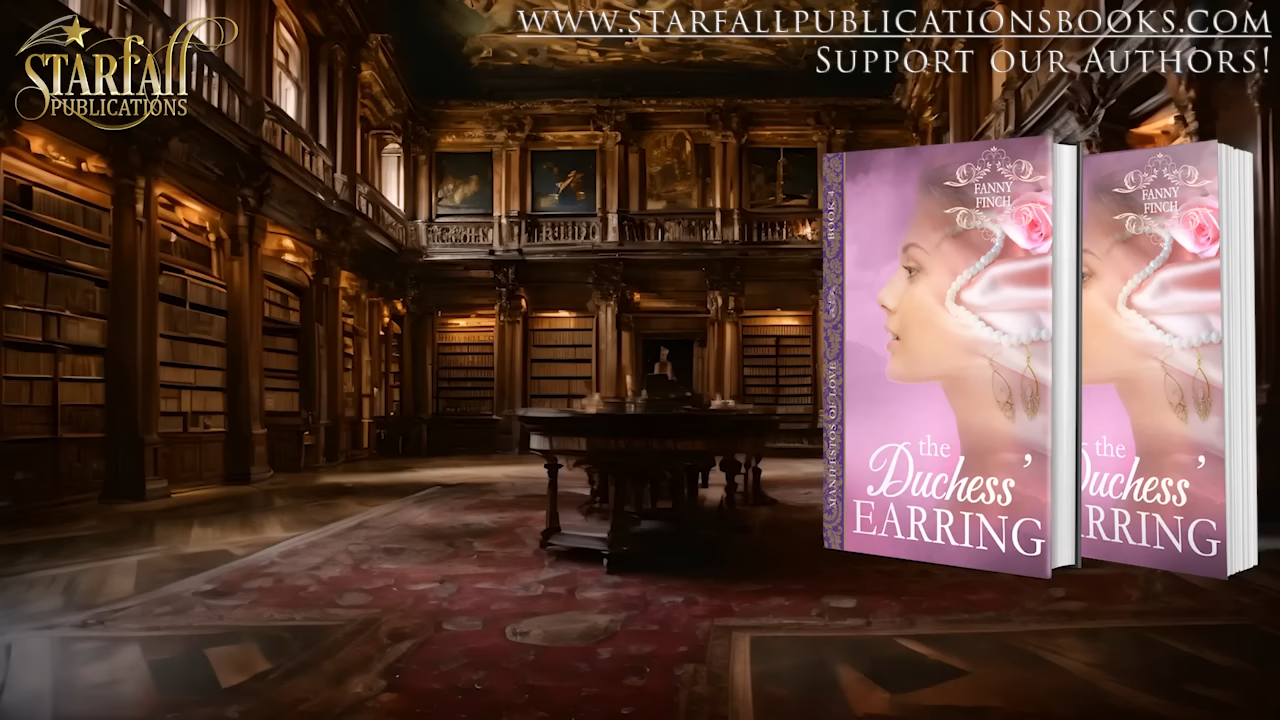 STARfall
PUBLICATIONS
WWW.STARFALLPUBLICATIONSBOOKS.COM
SUPPORT OUR AUTHORS!
MANIFESTOS OF LOVE
BOOK 1
FANNY
FINCH
the
Duchess'
EARRING
FANNY
FINCH
the
Duchess'
RRING